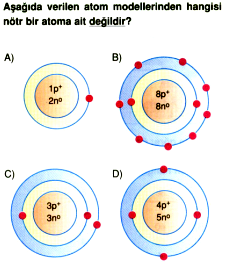 Aşağıda verilen atom modellerinden hangisi
nötr bir atoma ait değildir?
A)
1p⁺
2n⁰
B)
8p⁺
8n⁰
C)
3p⁺
3n⁰
D)
4p⁺
5n⁰